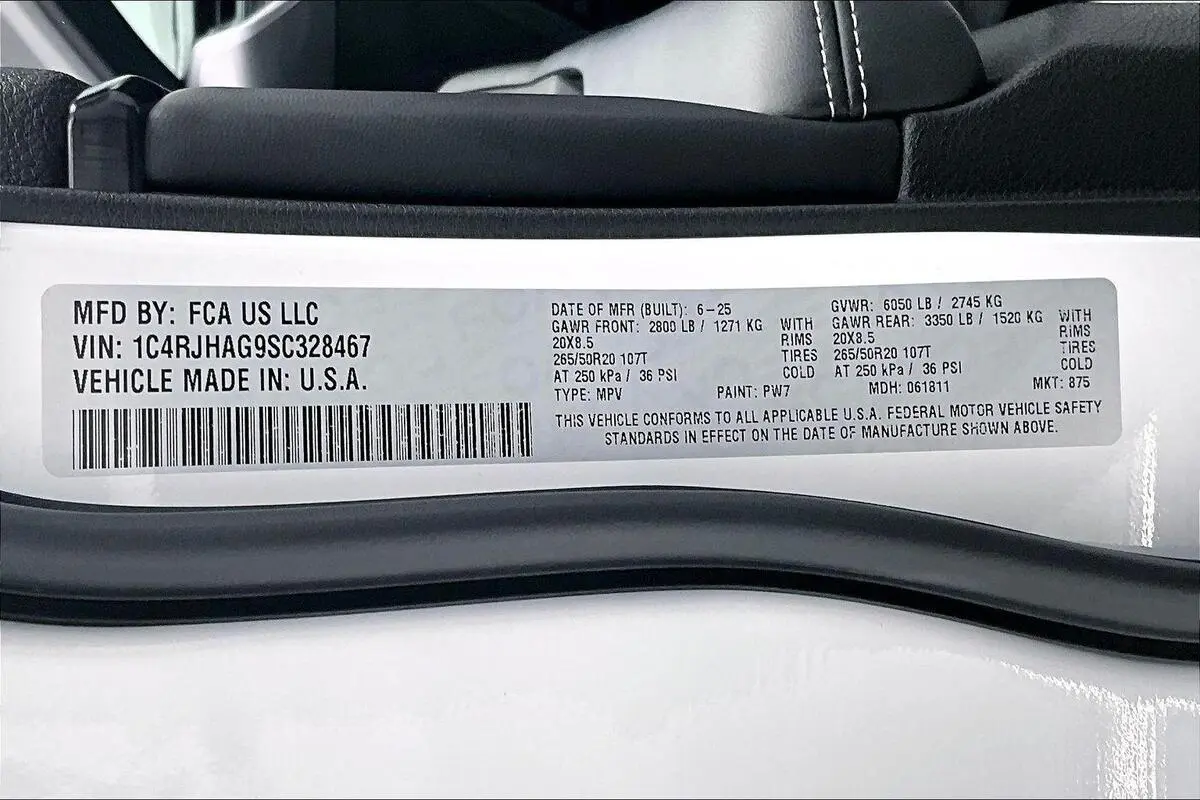 MFD BY: FCA US LLC
VIN: 1C4RJHAG9SC328467
VEHICLE MADE IN: U.S.A.
DATE OF MFR (BUILT): 6-25
GAWR FRONT: 2800 LB / 1271 KG WITH
20X8.5 RIMS
265/50R20 107T TIRES
AT 250 kPa / 36 PSI COLD
GVWR: 6050 LB / 2745 KG
GAWR REAR: 3350 LB / 1520 KG WITH
20X8.5 RIMS
265/50R20 107T TIRES
AT 250 kPa / 36 PSI COLD
TYPE: MPV PAINT: PW7 MDH: 061811 MKT: 875
THIS VEHICLE CONFORMS TO ALL APPLICABLE U.S.A. FEDERAL MOTOR VEHICLE SAFETY
STANDARDS IN EFFECT ON THE DATE OF MANUFACTURE SHOWN ABOVE.